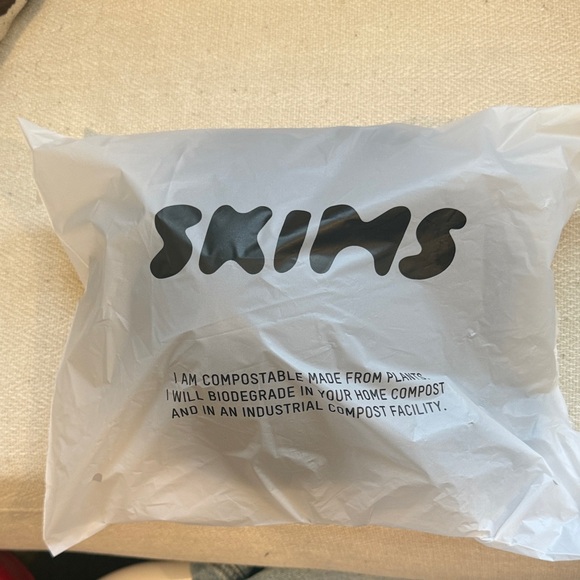 SKIMS
I AM COMPOSTABLE MADE FROM PLANTS.
I WILL BIODEGRADE IN YOUR HOME COMPOST
AND IN AN INDUSTRIAL COMPOST FACILITY.